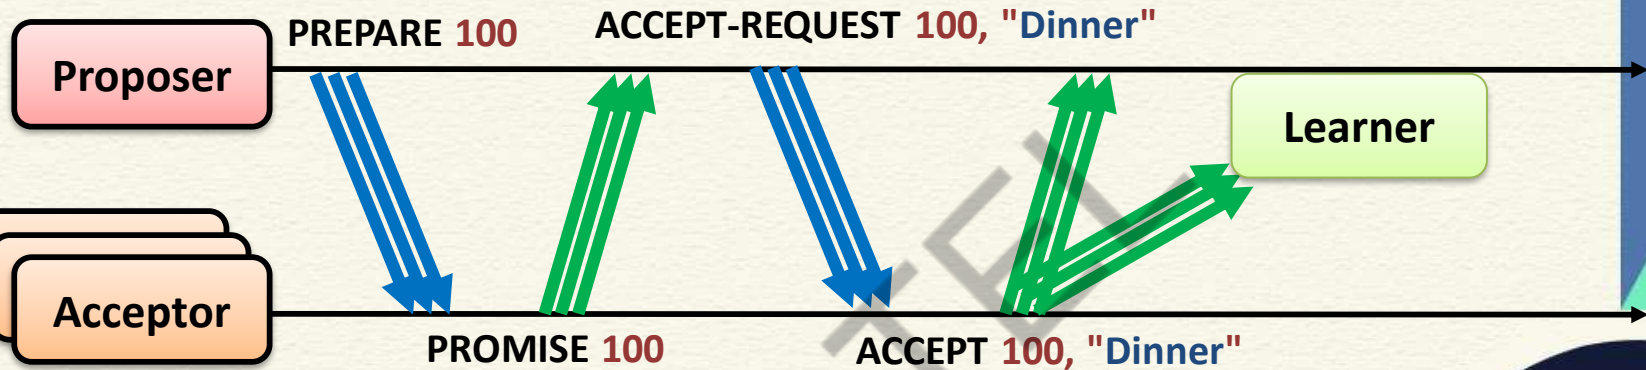 PREPARE 100
ACCEPT-REQUEST 100, "Dinner"
Proposer
Learner
Acceptor
PROMISE 100
ACCEPT 100, "Dinner"